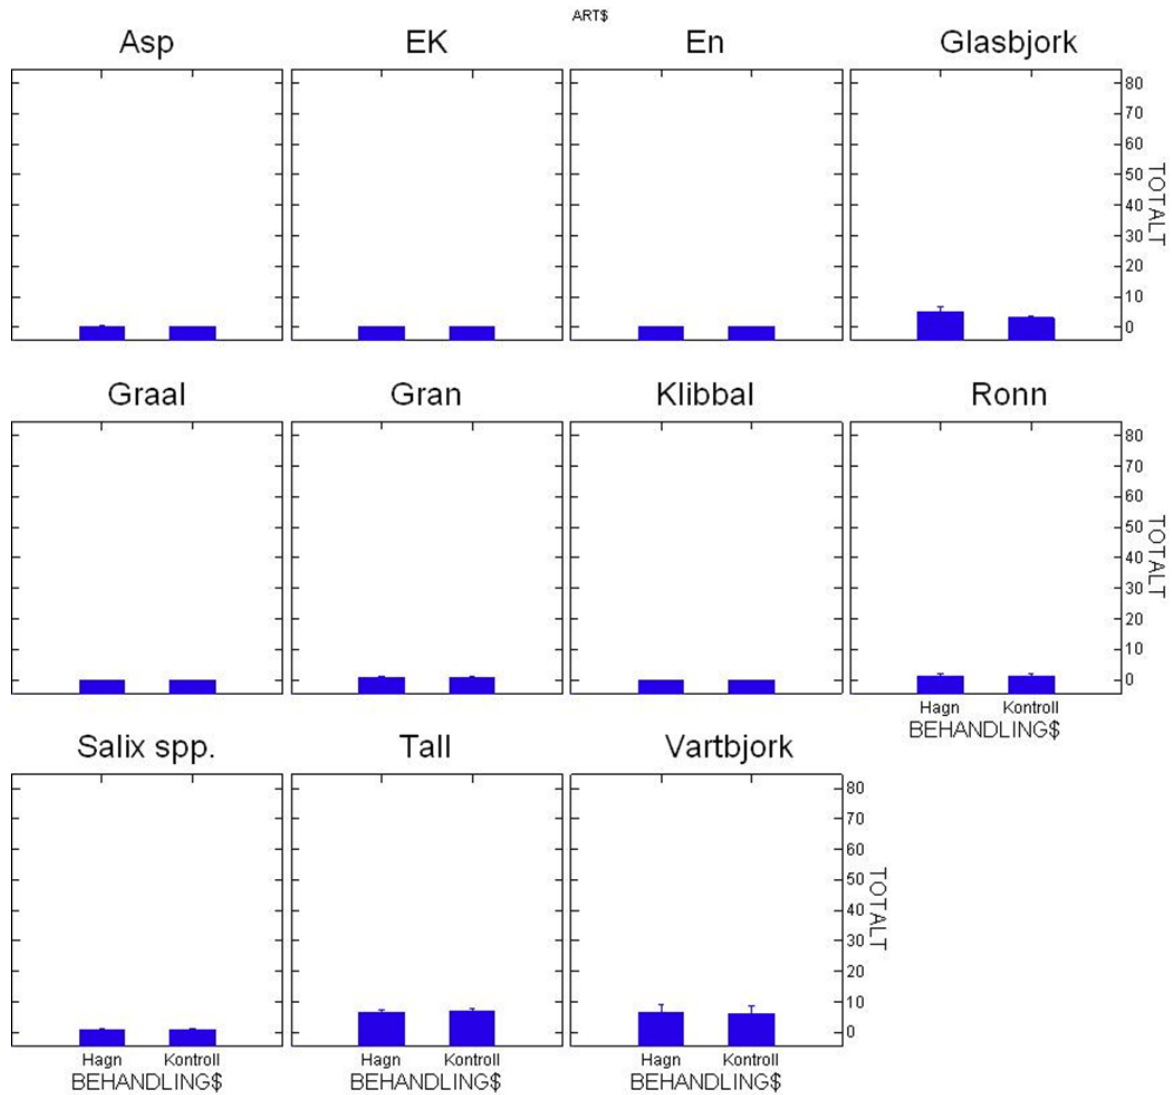 ART$
Asp EK En Glasbjork
80
70
60
50
40
30
20
10
0
TOTALT
Graal Gran Klibbal Ronn
80
70
60
50
40
30
20
10
0
TOTALT
Hagn Kontroll
BEHANDLING$
Salix spp. Tall Vartbjork
80
70
60
50
40
30
20
10
0
TOTALT
Hagn Kontroll Hagn Kontroll Hagn Kontroll
BEHANDLING$ BEHANDLING$ BEHANDLING$